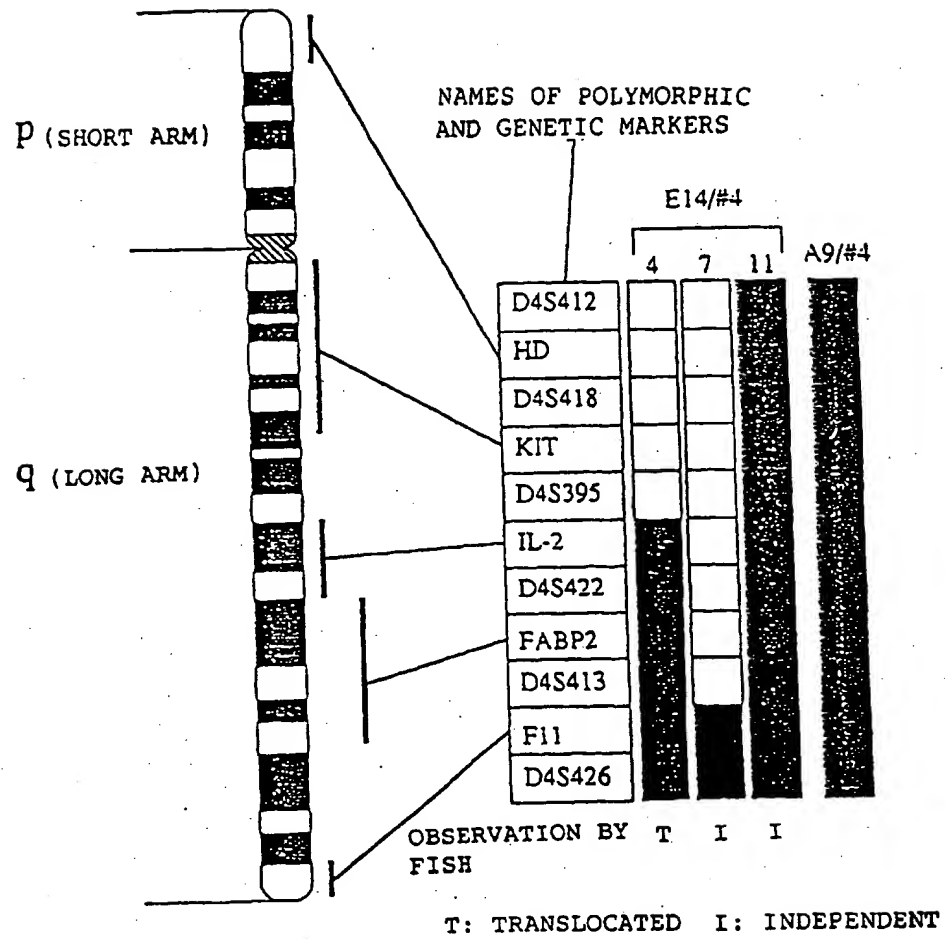 NAMES OF POLYMORPHIC
AND GENETIC MARKERS
p (SHORT ARM)
E14/#4
A9/#4
4 7 11
D4S412
HD
D4S418
KIT
q (LONG ARM)
D4S395
IL-2
D4S422
FABP2
D4S413
F11
D4S426
OBSERVATION BY T I I
FISH
T: TRANSLOCATED I: INDEPENDENT